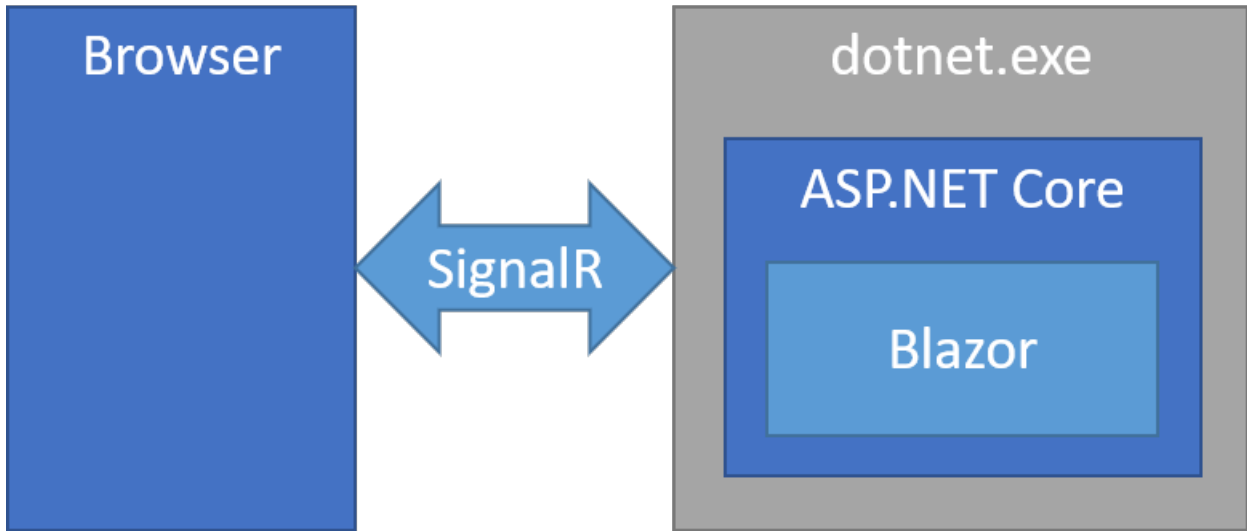 Browser
dotnet.exe
ASP.NET Core
SignalR
Blazor